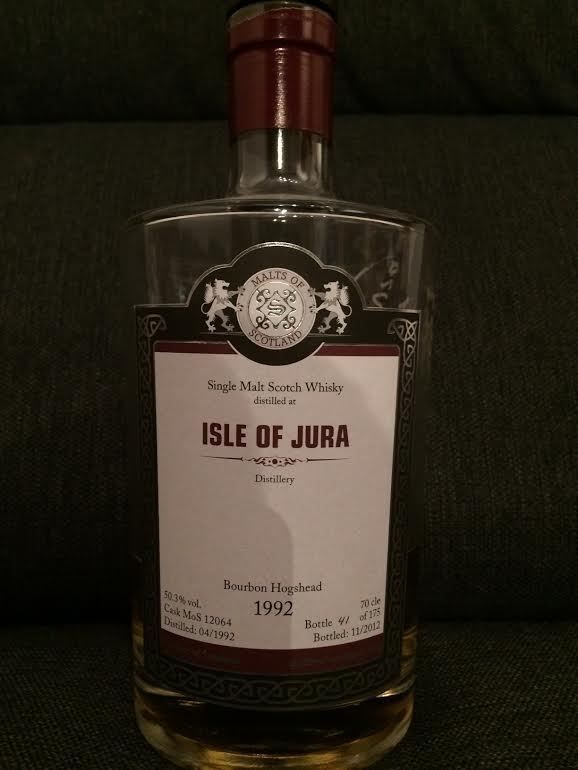 MALTS OF
S
SCOTLAND
Single Malt Scotch Whisky
distilled at
ISLE OF JURA
Distillery
Bourbon Hogshead
1992
50.3% vol.
Cask MoS 12064
Distilled: 04/1992
70 cle
Bottle 41 of 175
Bottled: 11/2012